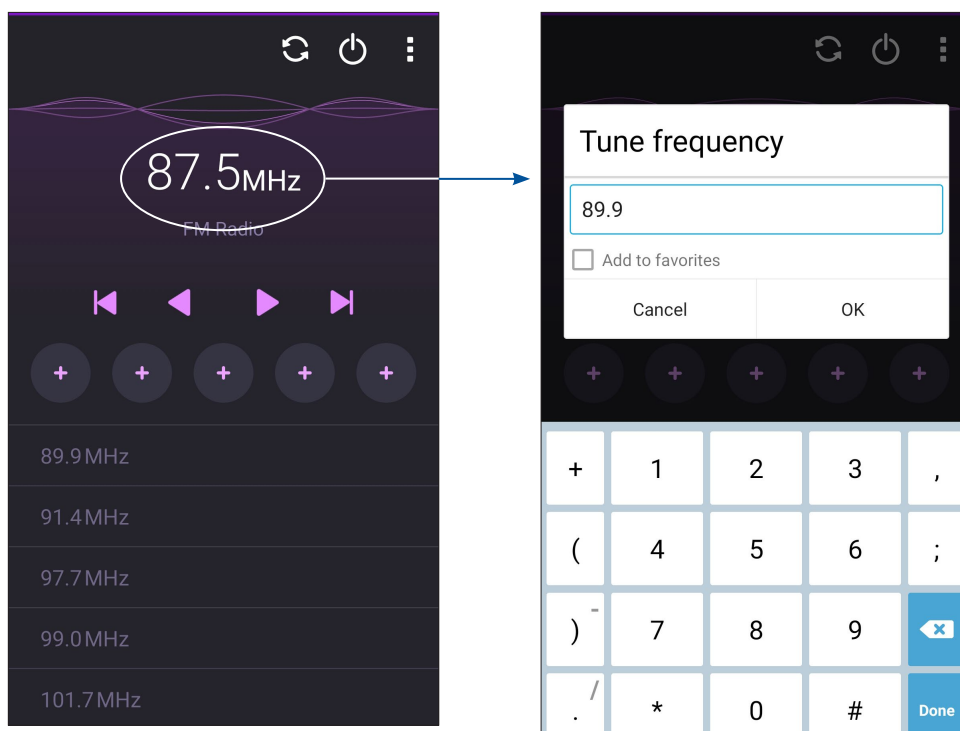 87.5MHz
FM Radio
+ + + + +
89.9MHz
91.4MHz
97.7MHz
99.0MHz
101.7MHz
Tune frequency
89.9
Add to favorites
Cancel OK
+ + + + +
+ 1 2 3 ,
( 4 5 6 ;
) - 7 8 9
. / * 0 # Done